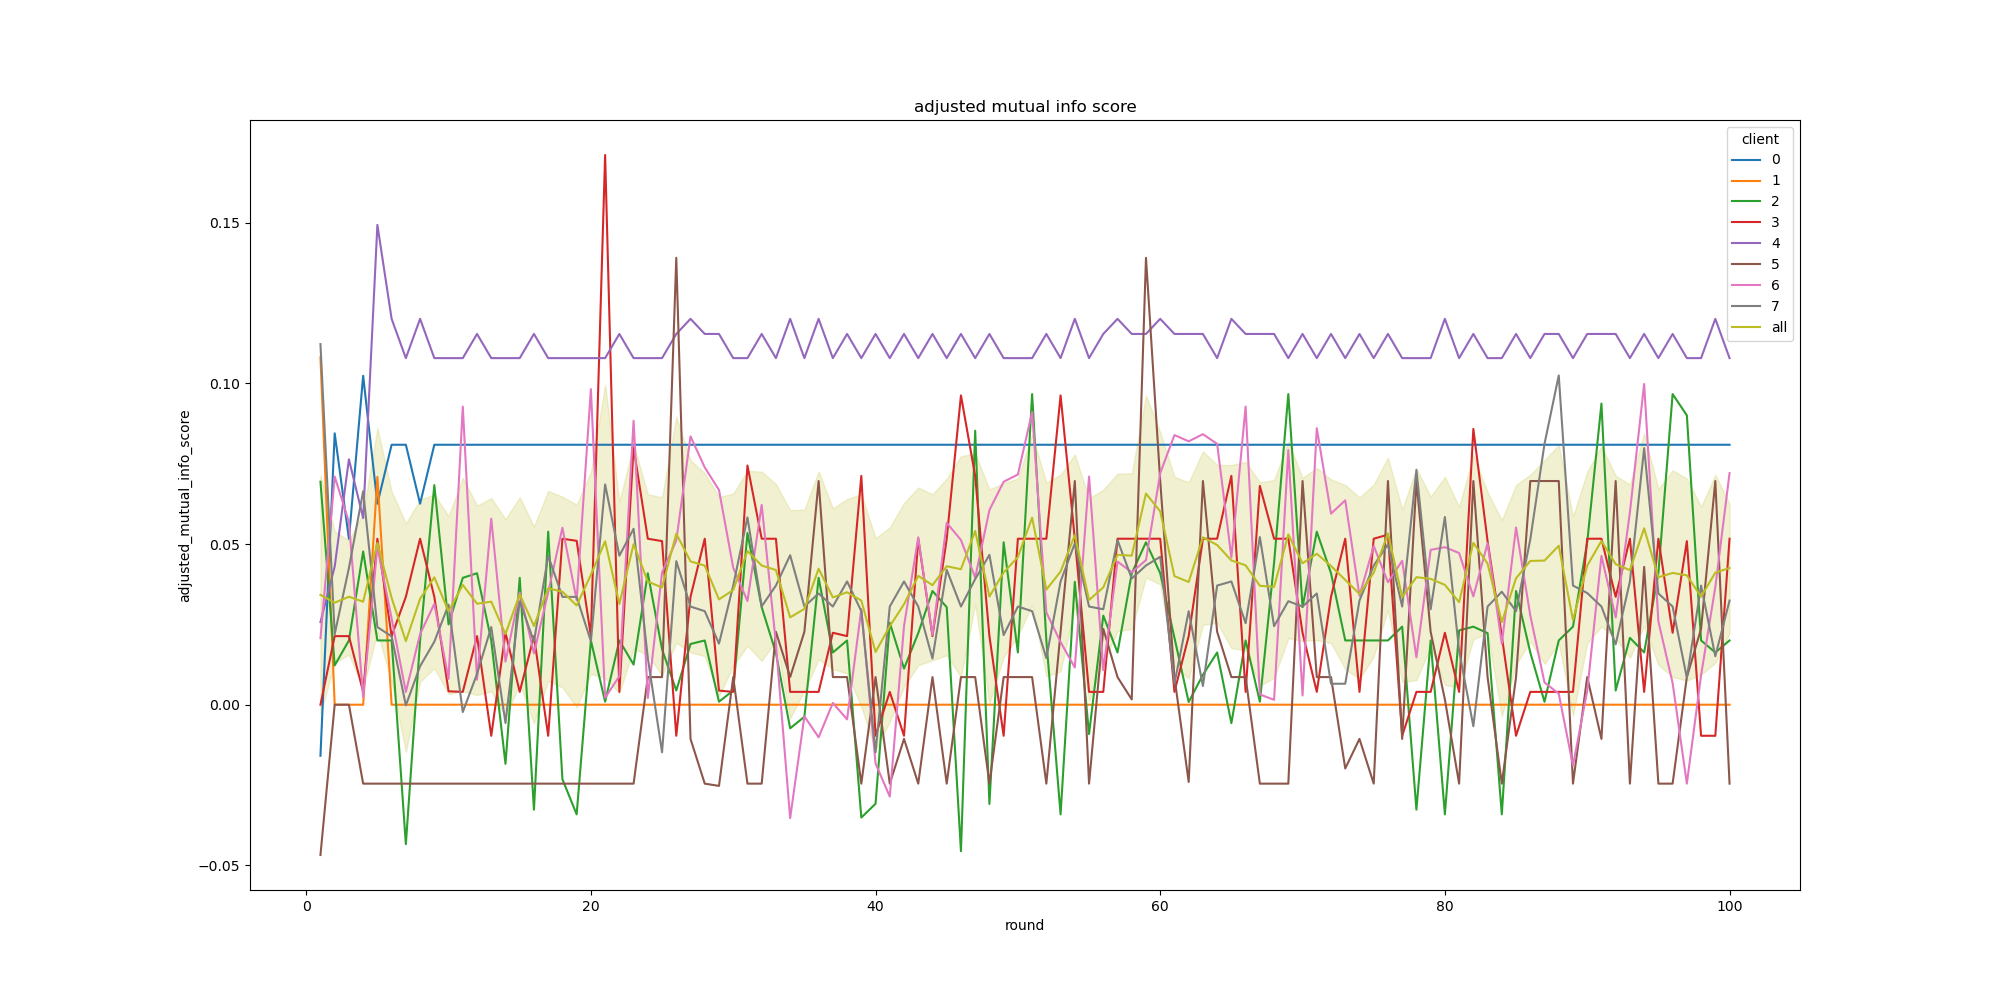 adjusted mutual info score
client
0
1
2
3
4
5
6
7
all
adjusted_mutual_info_score
0.15
0.10
0.05
0.00
−0.05
0 20 40 60 80 100
round